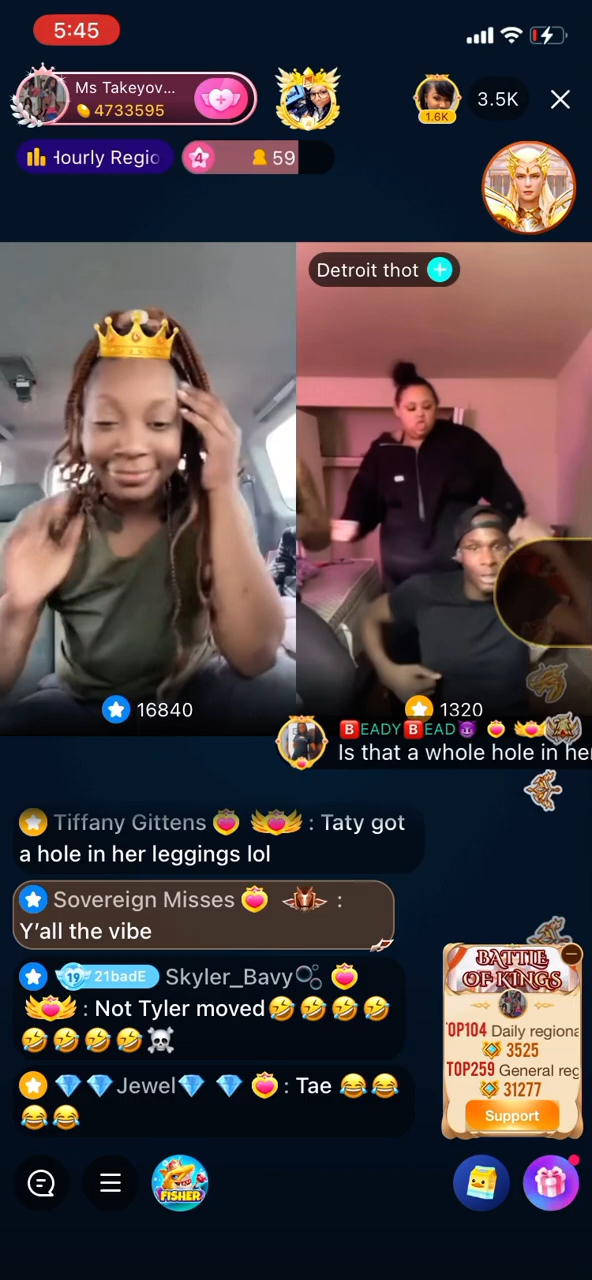 5:45
Ms Takeyov...
4733595
1.6K
3.5K
Hourly Regio
4
59
Detroit thot
16840
1320
🅱EADY🅱EAD😈
Is that a whole hole in her
Tiffany Gittens : Taty got
a hole in her leggings lol
Sovereign Misses :
Y'all the vibe
19 21badE Skyler_Bavy🫧
: Not Tyler moved🤣🤣🤣🤣
🤣🤣🤣🤣☠️
💎💎Jewel💎 💎 : Tae 😂😂
😂😂
BATTLE
OF KINGS
TOP104 Daily regiona
3525
TOP259 General reg
31277
Support
FISHER